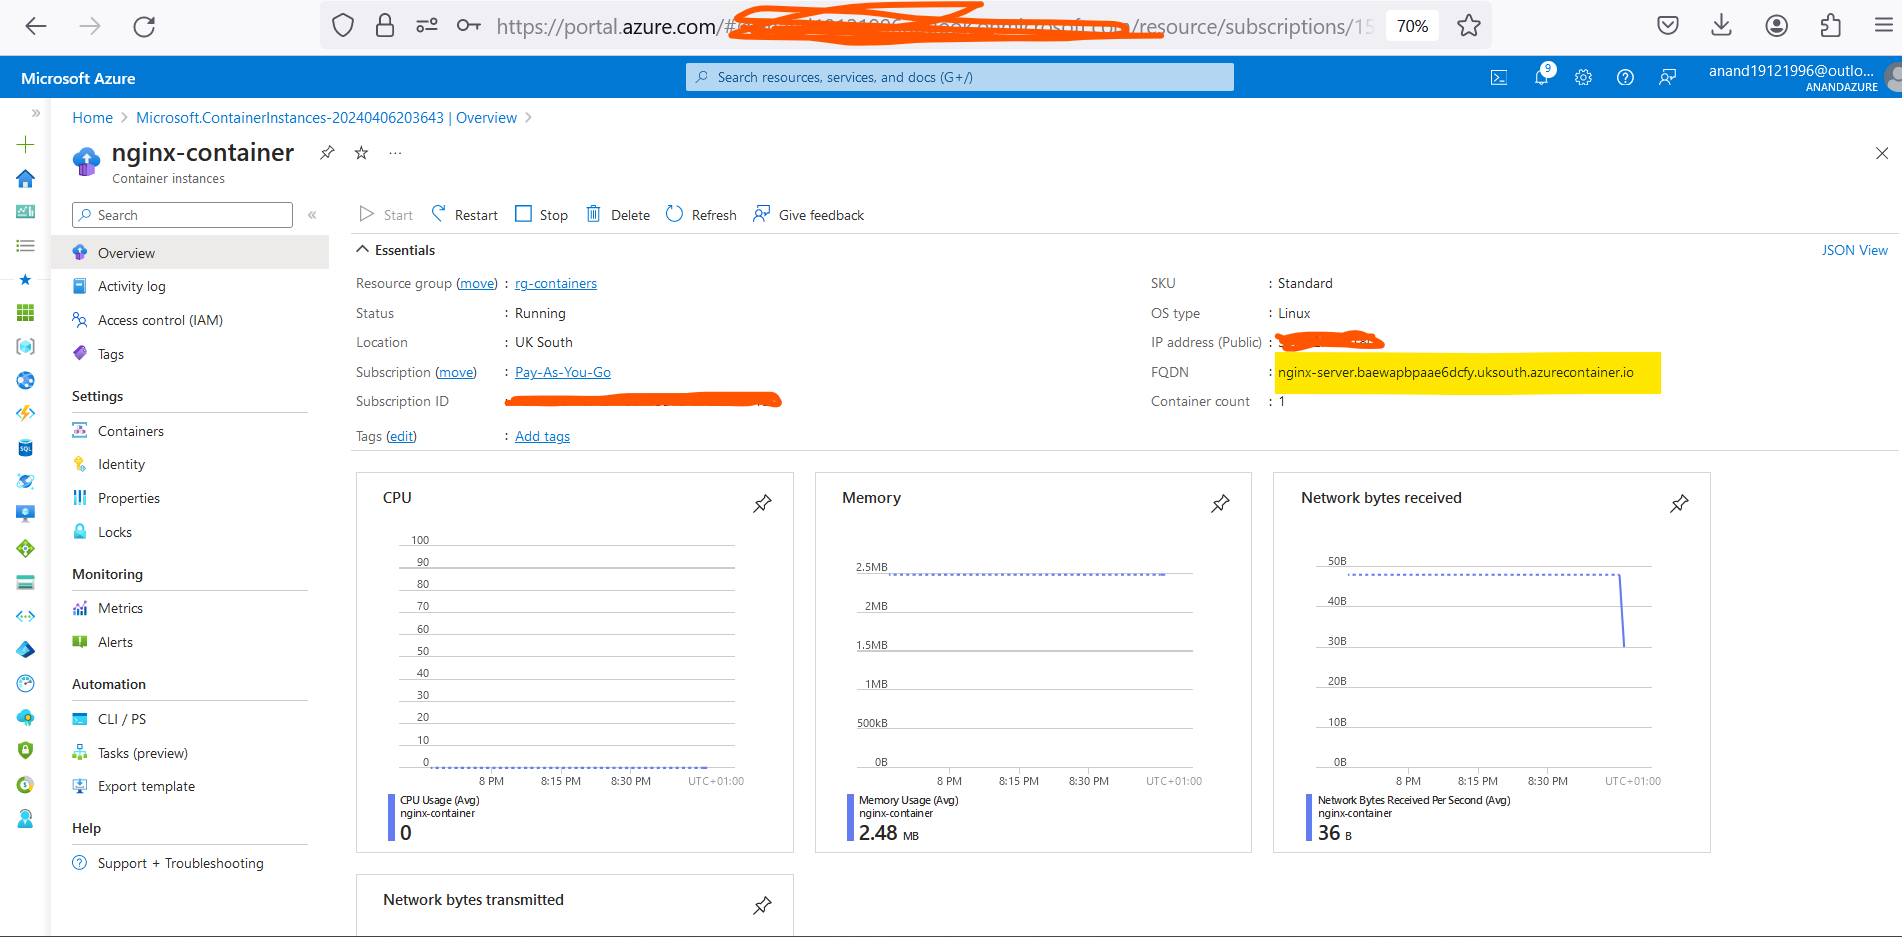 https://portal.azure.com/# /resource/subscriptions/15
70%
Microsoft Azure
Search resources, services, and docs (G+/)
9
anand19121996@outlo...
ANANDAZURE
Home > Microsoft.ContainerInstances-20240406203643 | Overview >
nginx-container
Container instances
Search
Start
Restart
Stop
Delete
Refresh
Give feedback
Overview
Activity log
Access control (IAM)
Tags
Settings
Containers
Identity
Properties
Locks
Monitoring
Metrics
Alerts
Automation
CLI / PS
Tasks (preview)
Export template
Help
Support + Troubleshooting
Essentials
JSON View
Resource group (move) : rg-containers
Status : Running
Location : UK South
Subscription (move) : Pay-As-You-Go
Subscription ID :
Tags (edit) : Add tags
SKU : Standard
OS type : Linux
IP address (Public) :
FQDN : nginx-server.baewapbpaae6dcfy.uksouth.azurecontainer.io
Container count : 1
CPU
100
90
80
70
60
50
40
30
20
10
0
8 PM 8:15 PM 8:30 PM UTC+01:00
CPU Usage (Avg)
nginx-container
0
Memory
2.5MB
2MB
1.5MB
1MB
500kB
0B
8 PM 8:15 PM 8:30 PM UTC+01:00
Memory Usage (Avg)
nginx-container
2.48 MB
Network bytes received
50B
40B
30B
20B
10B
0B
8 PM 8:15 PM 8:30 PM UTC+01:00
Network Bytes Received Per Second (Avg)
nginx-container
36 B
Network bytes transmitted